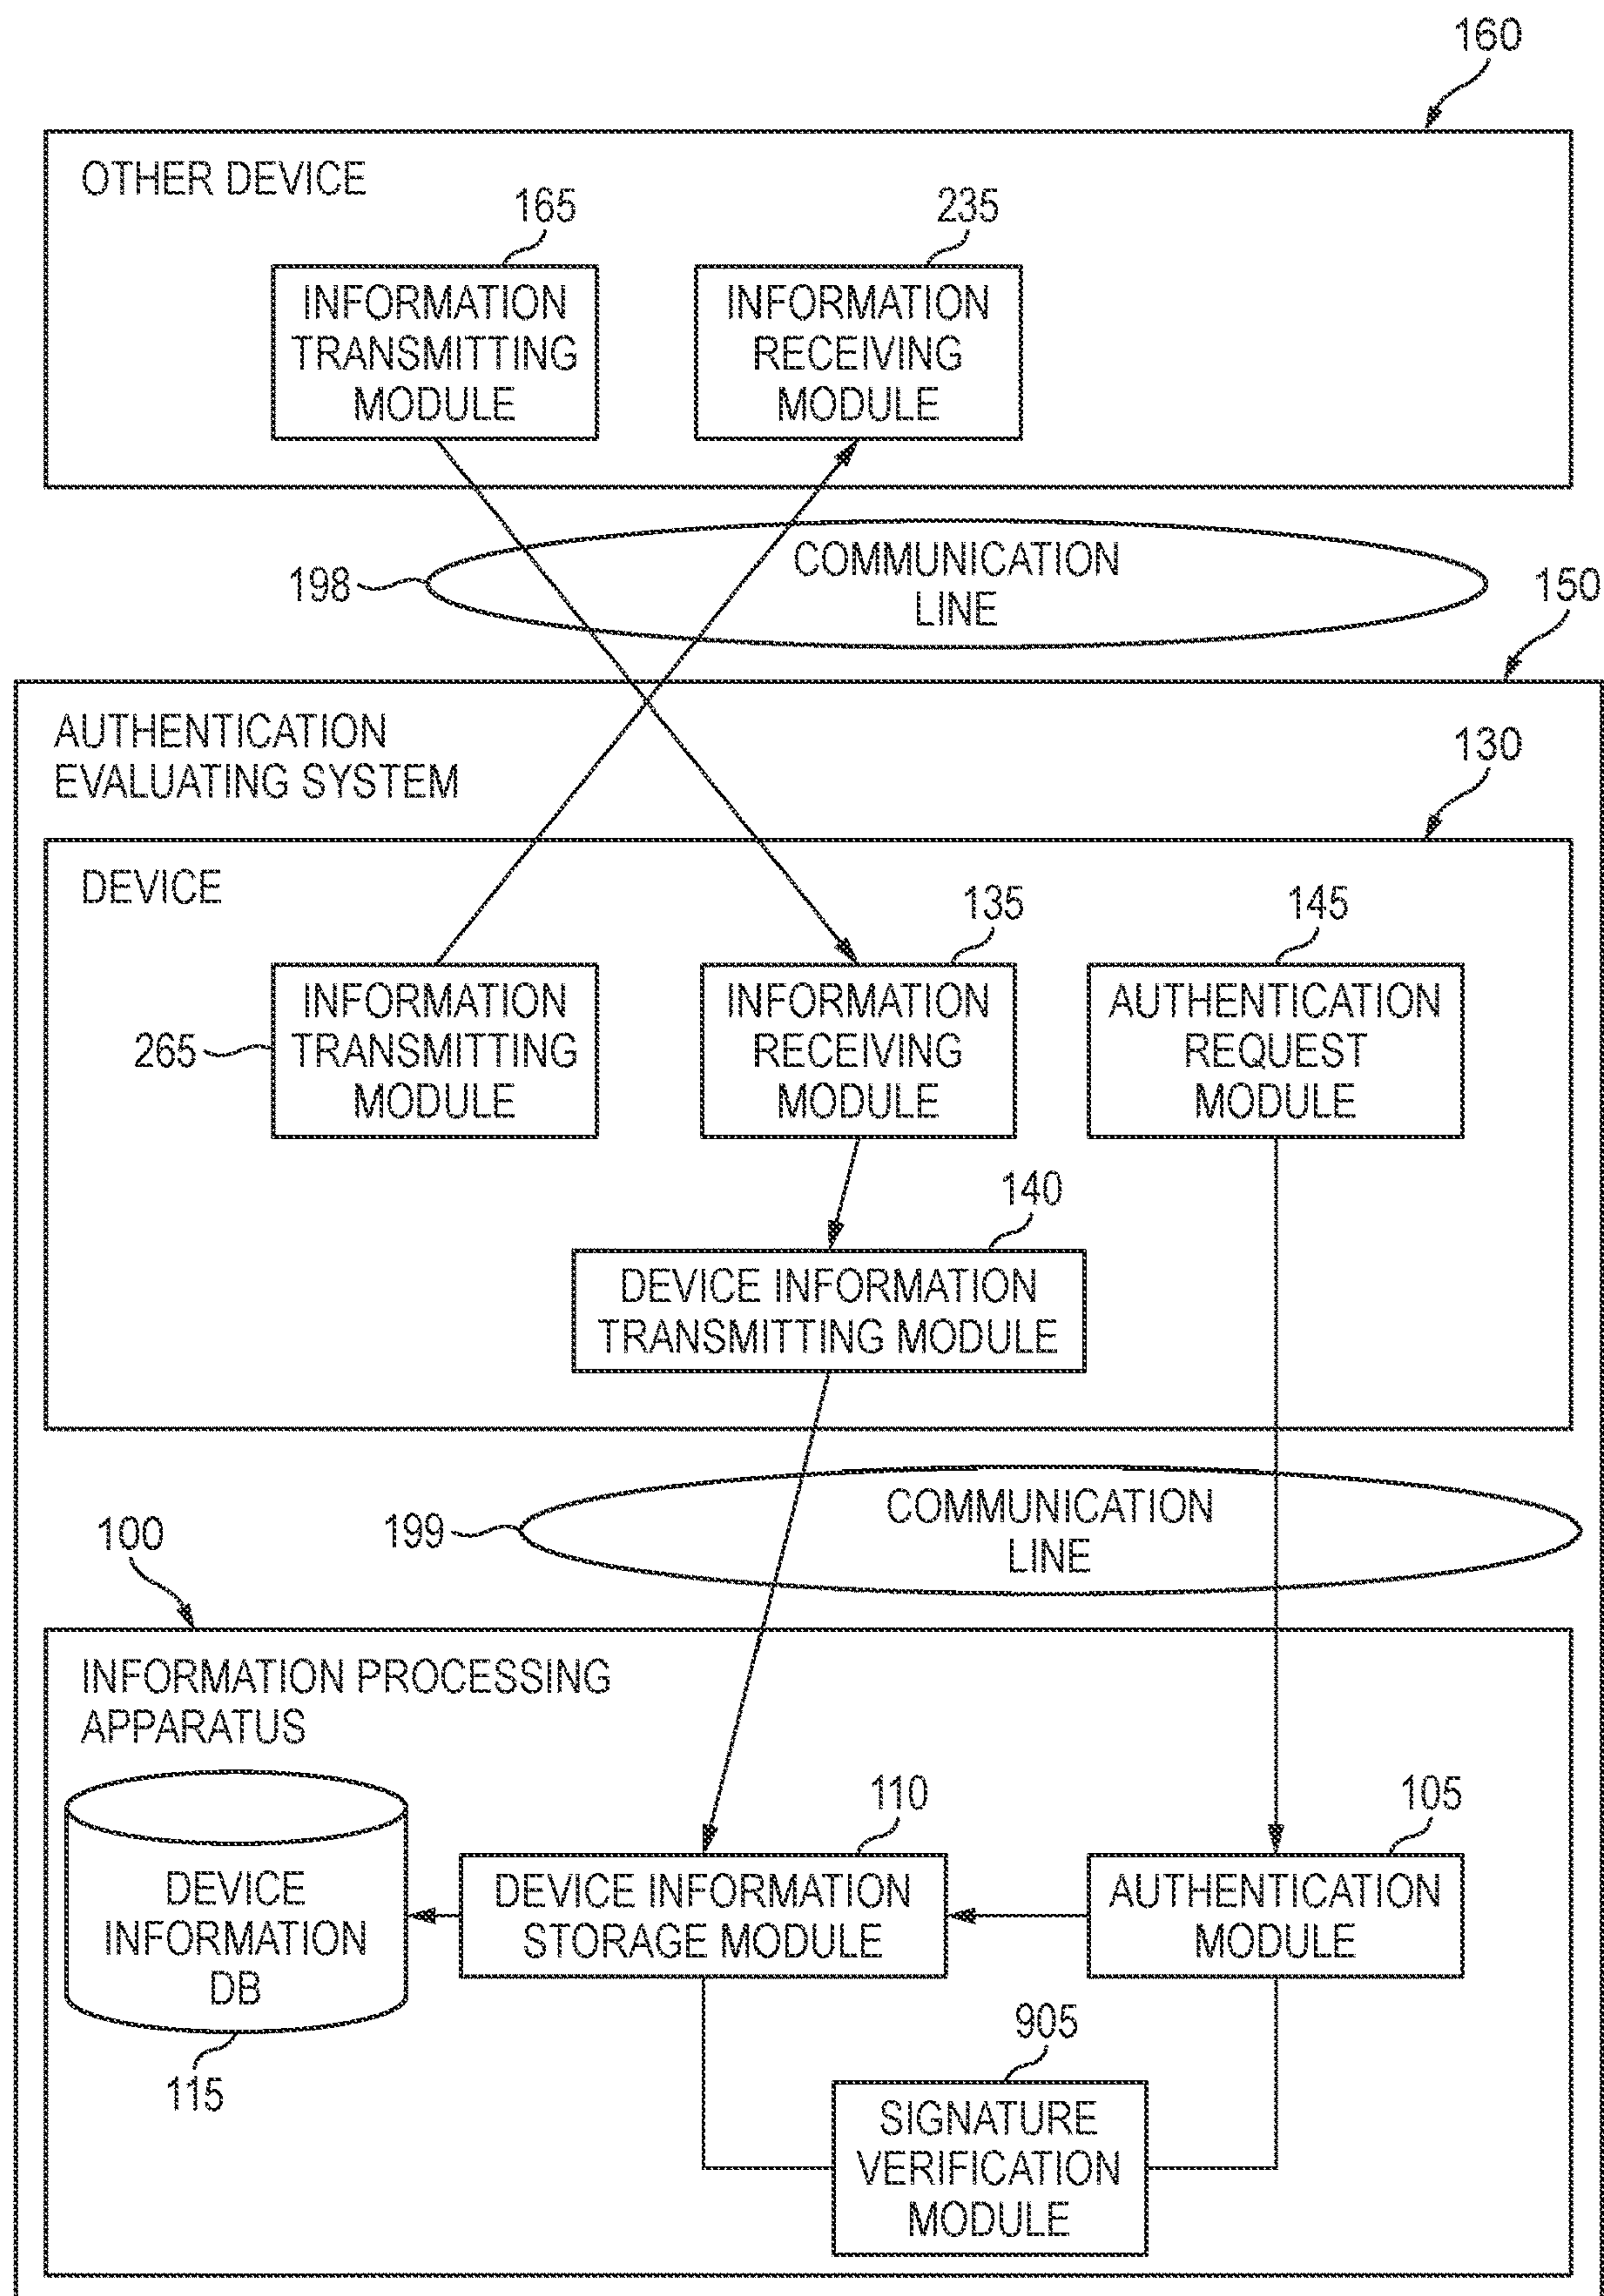 160
OTHER DEVICE
165
235
INFORMATION
TRANSMITTING
MODULE
INFORMATION
RECEIVING
MODULE
198
COMMUNICATION
LINE
150
AUTHENTICATION
EVALUATING SYSTEM
130
DEVICE
135
145
265
INFORMATION
TRANSMITTING
MODULE
INFORMATION
RECEIVING
MODULE
AUTHENTICATION
REQUEST
MODULE
140
DEVICE INFORMATION
TRANSMITTING MODULE
199
COMMUNICATION
LINE
100
INFORMATION PROCESSING
APPARATUS
110
105
DEVICE
INFORMATION
DB
DEVICE INFORMATION
STORAGE MODULE
AUTHENTICATION
MODULE
115
905
SIGNATURE
VERIFICATION
MODULE